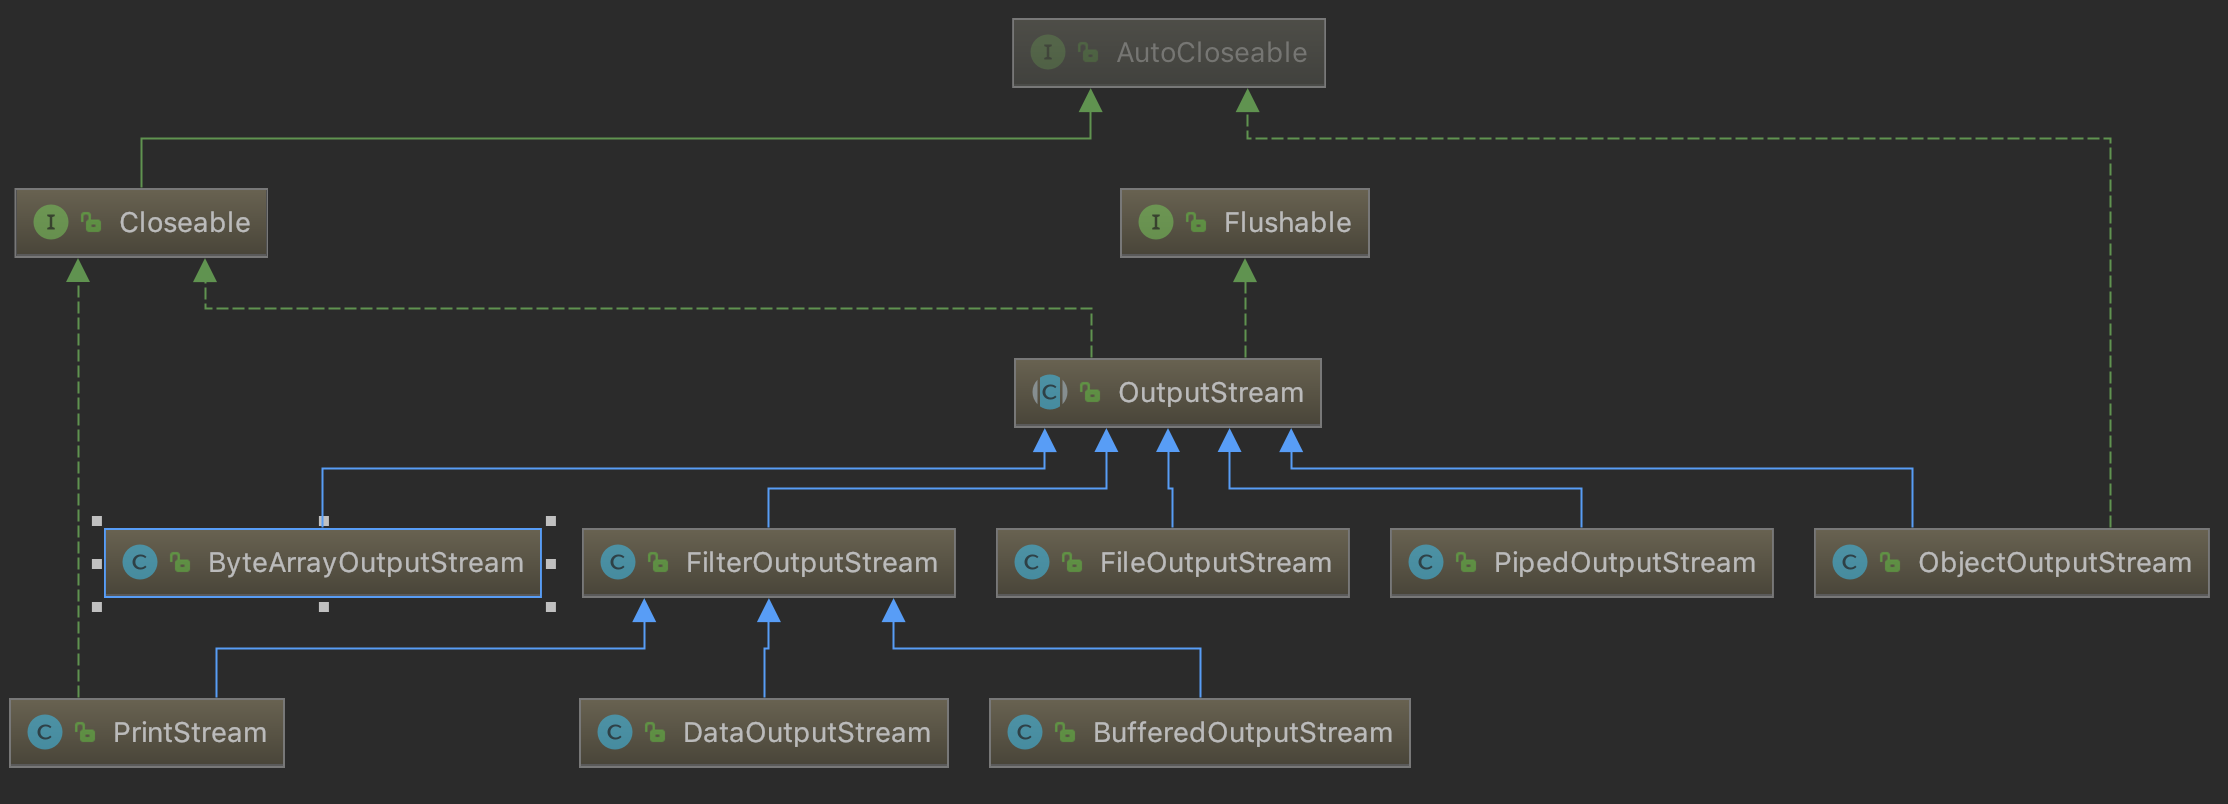 I AutoCloseable
I Closeable
I Flushable
C OutputStream
C ByteArrayOutputStream
C FilterOutputStream
C FileOutputStream
C PipedOutputStream
C ObjectOutputStream
C PrintStream
C DataOutputStream
C BufferedOutputStream